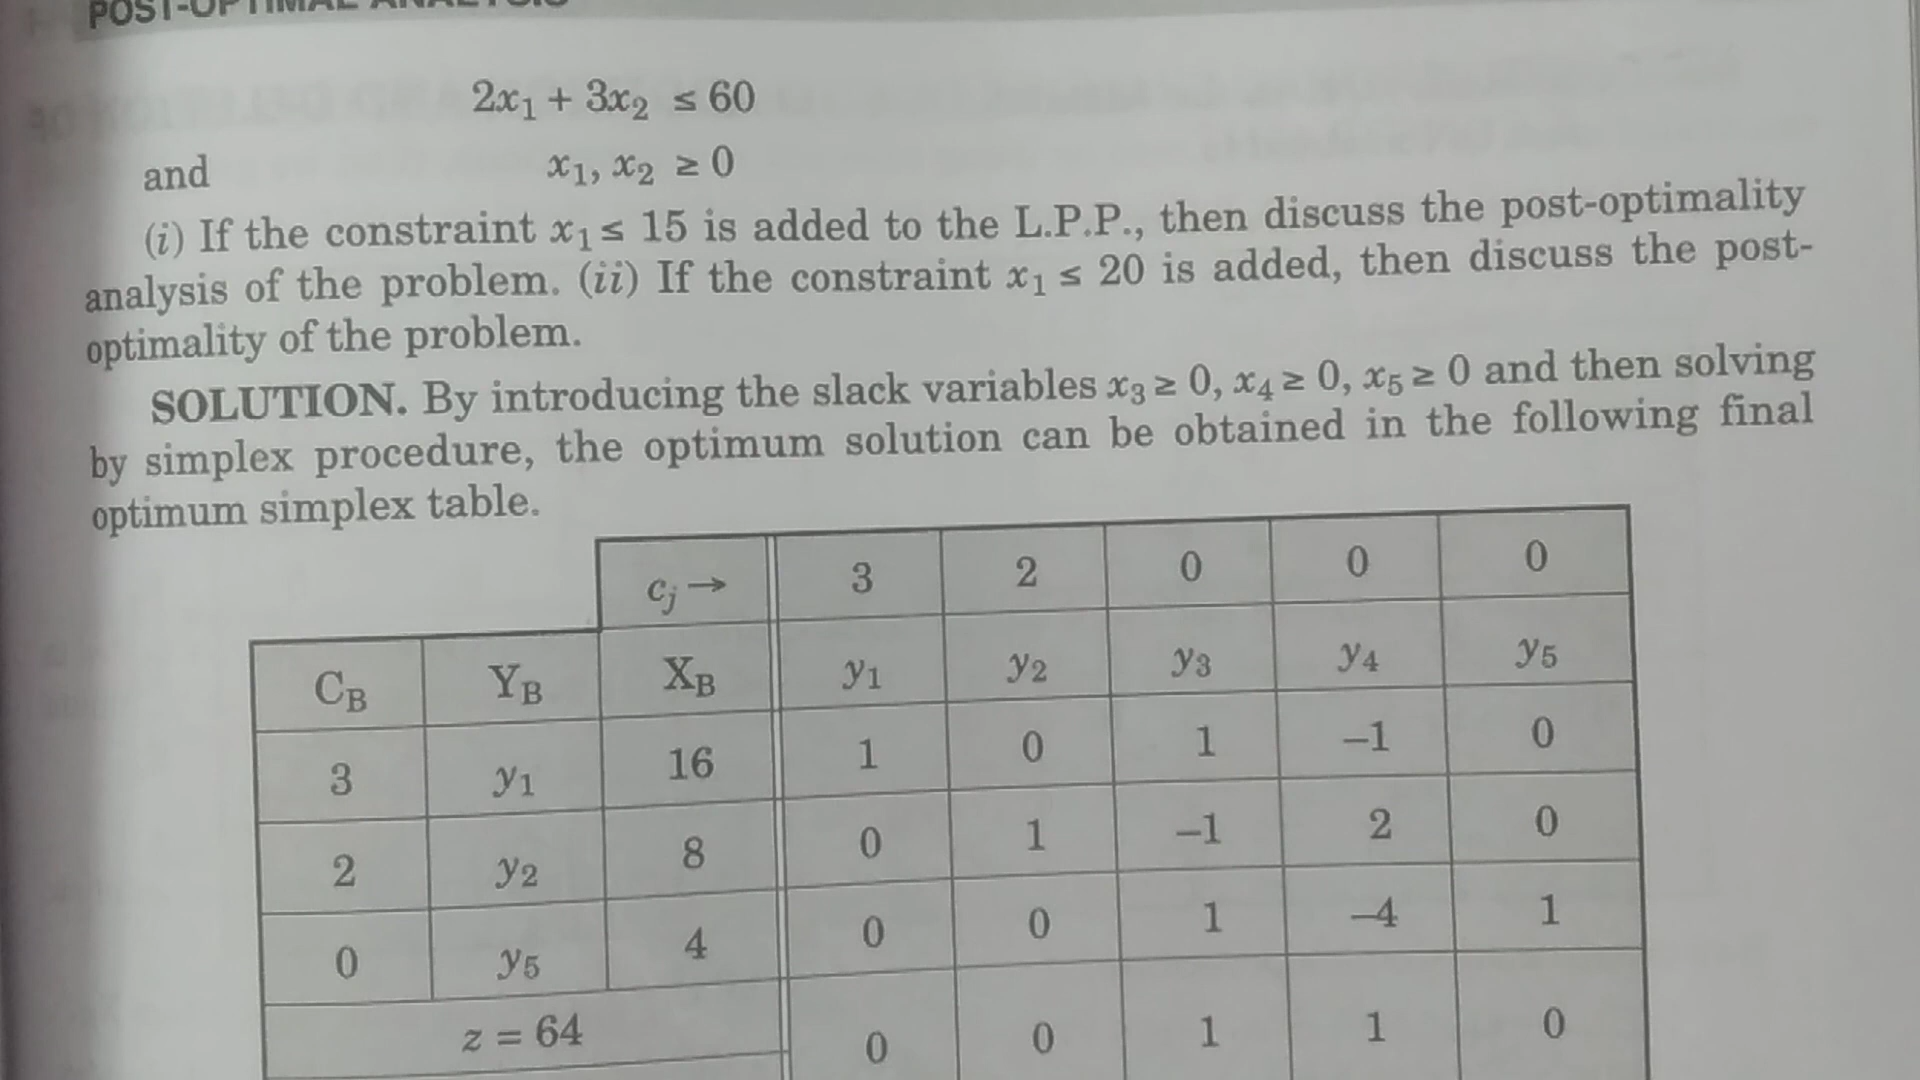 POST-OPTIMAL ANALYSIS
2x₁ + 3x₂ ≤ 60
and x₁, x₂ ≥ 0
(i) If the constraint x₁ ≤ 15 is added to the L.P.P., then discuss the post-optimality
analysis of the problem. (ii) If the constraint x₁ ≤ 20 is added, then discuss the post-
optimality of the problem.
SOLUTION. By introducing the slack variables x₃ ≥ 0, x₄ ≥ 0, x₅ ≥ 0 and then solving
by simplex procedure, the optimum solution can be obtained in the following final
optimum simplex table.
cⱼ → 3 2 0 0 0
C_B Y_B X_B y₁ y₂ y₃ y₄ y₅
3 y₁ 16 1 0 1 –1 0
2 y₂ 8 0 1 –1 2 0
0 y₅ 4 0 0 1 –4 1
z = 64 0 0 1 1 0